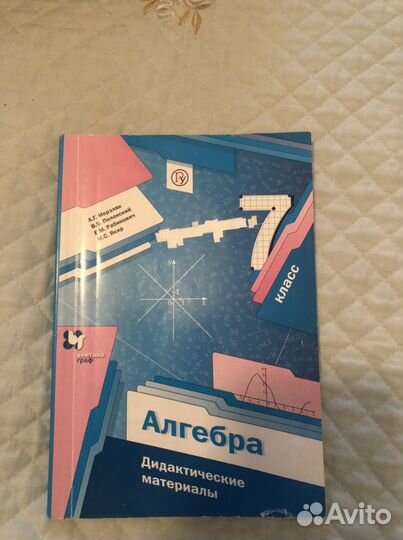 А.Г. Мерзляк
В.Б. Полонский
Е.М. Рабинович
М.С. Якир
7
класс
вентана
граф
Алгебра
Дидактические
материалы
Avito